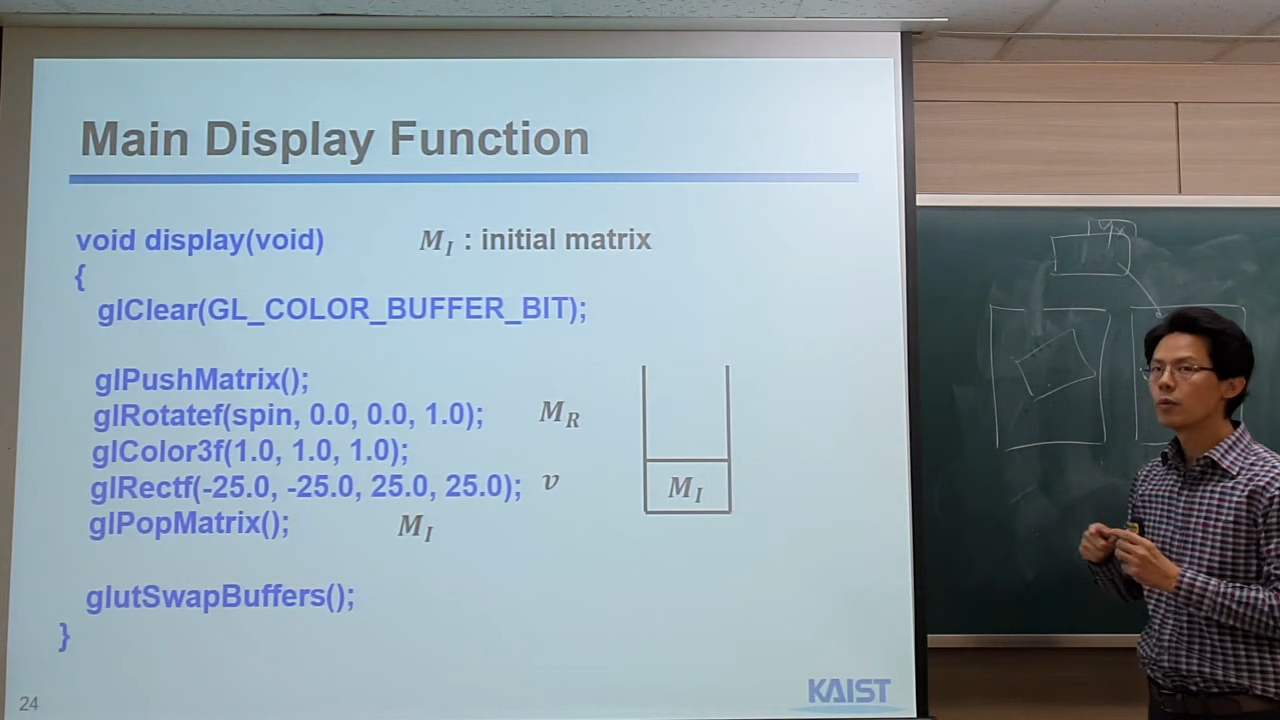 Main Display Function
void display(void) M_I : initial matrix
{
glClear(GL_COLOR_BUFFER_BIT);
glPushMatrix();
glRotatef(spin, 0.0, 0.0, 1.0); M_R
glColor3f(1.0, 1.0, 1.0);
glRectf(-25.0, -25.0, 25.0, 25.0); v
M_I
glPopMatrix(); M_I
glutSwapBuffers();
}
24
KAIST